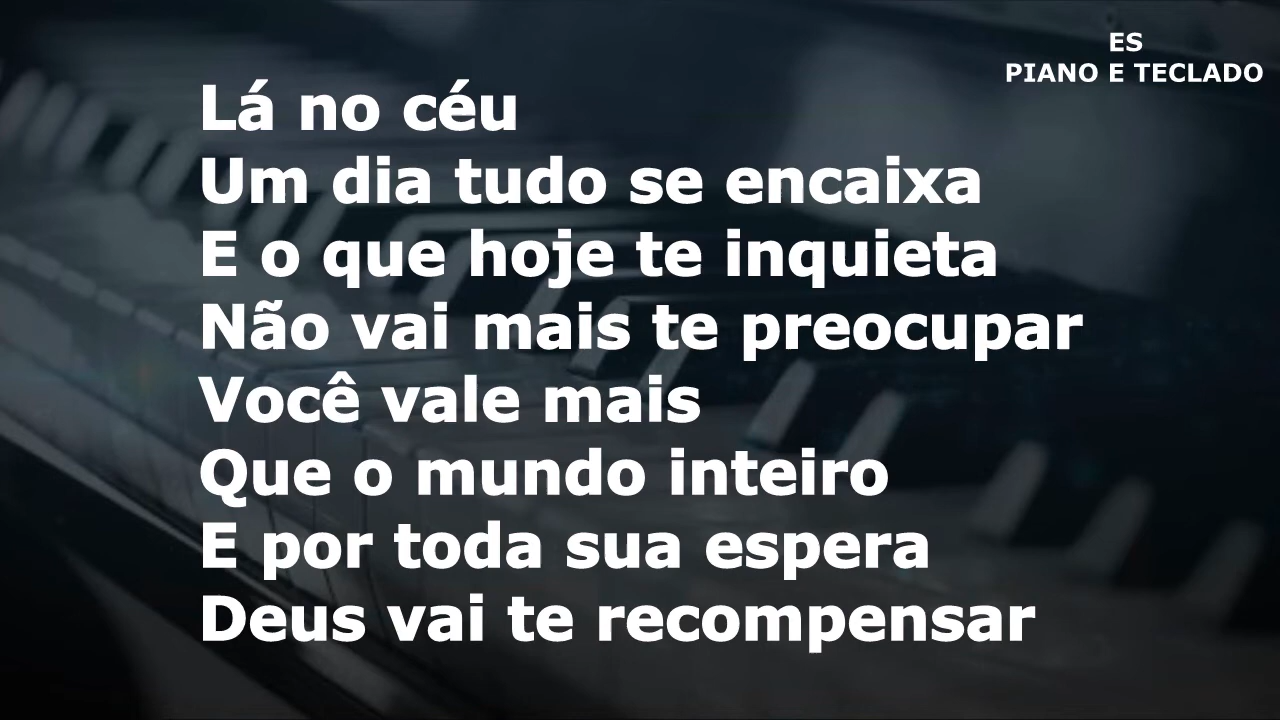 ES
PIANO E TECLADO
Lá no céu
Um dia tudo se encaixa
E o que hoje te inquieta
Não vai mais te preocupar
Você vale mais
Que o mundo inteiro
E por toda sua espera
Deus vai te recompensar